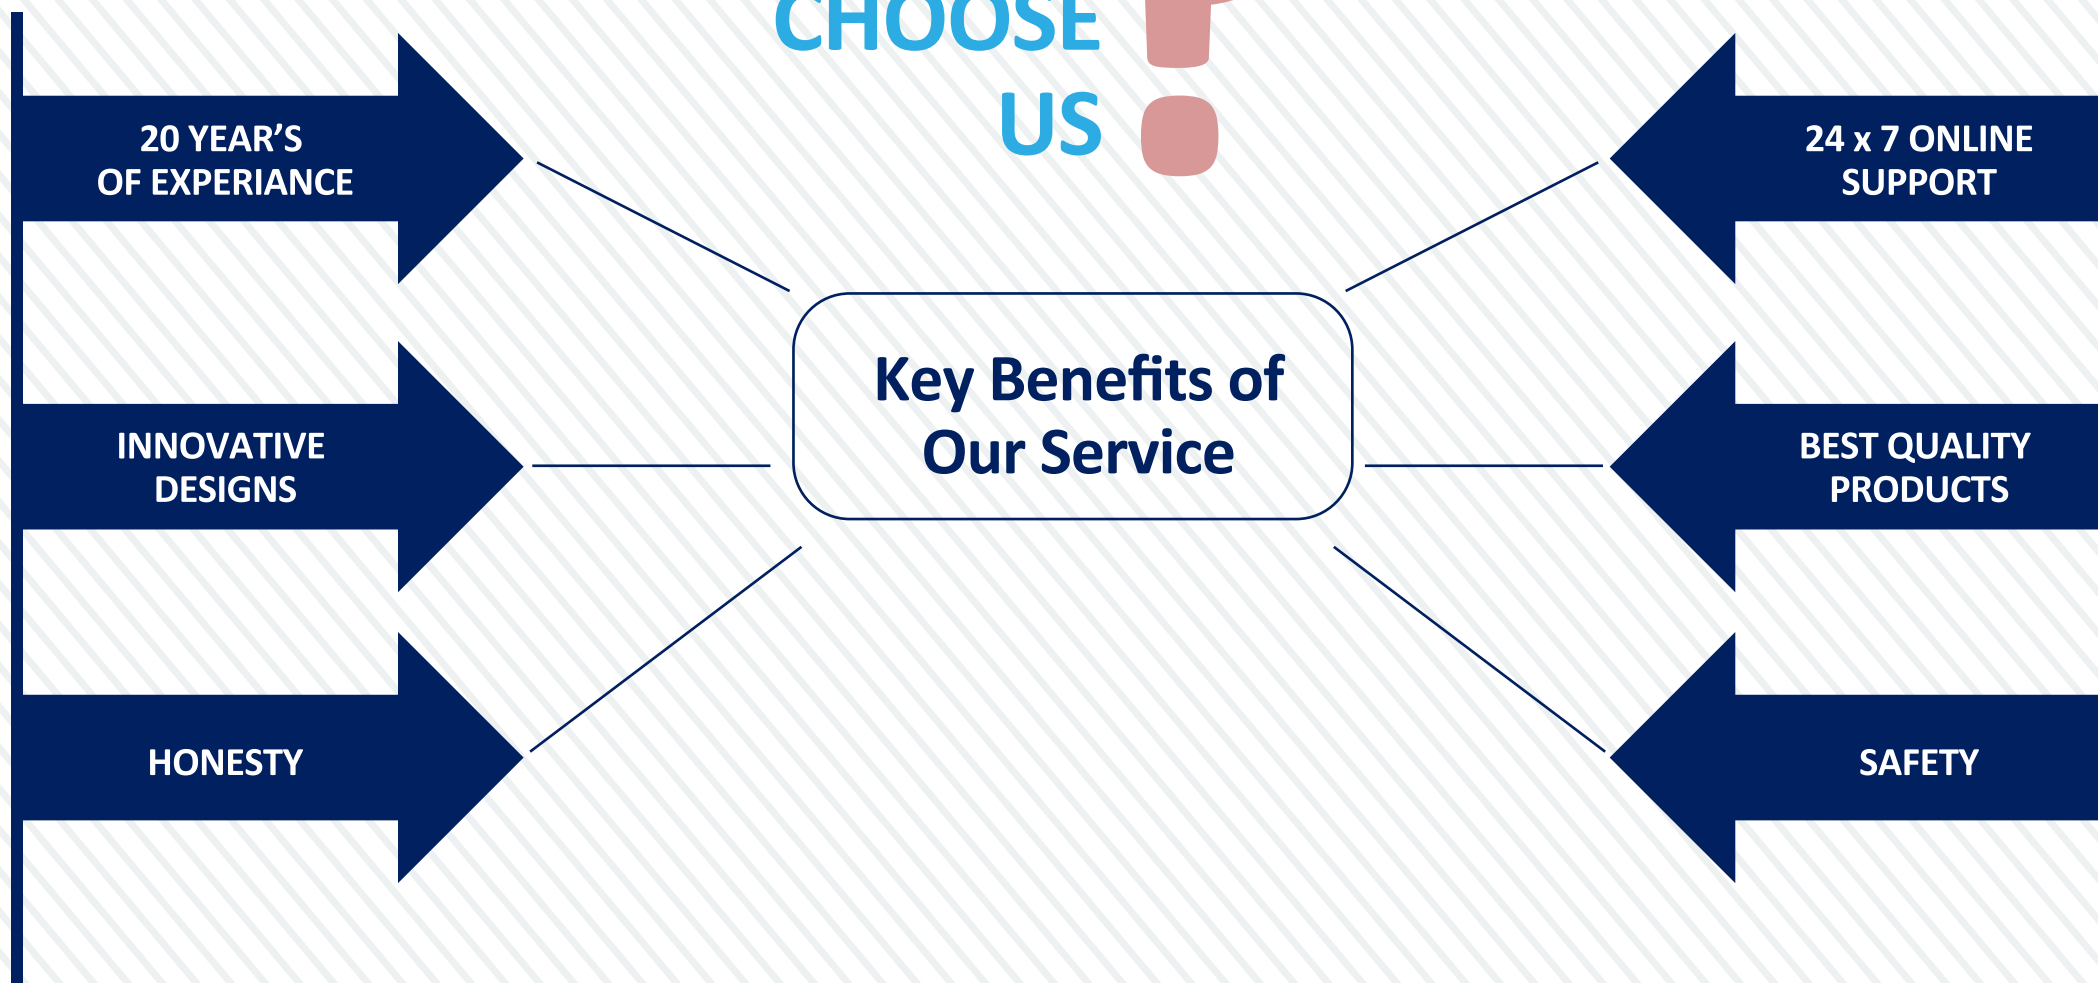 CHOOSE
US
20 YEAR’S
OF EXPERIANCE
24 x 7 ONLINE
SUPPORT
Key Benefits of
Our Service
INNOVATIVE
DESIGNS
BEST QUALITY
PRODUCTS
HONESTY
SAFETY